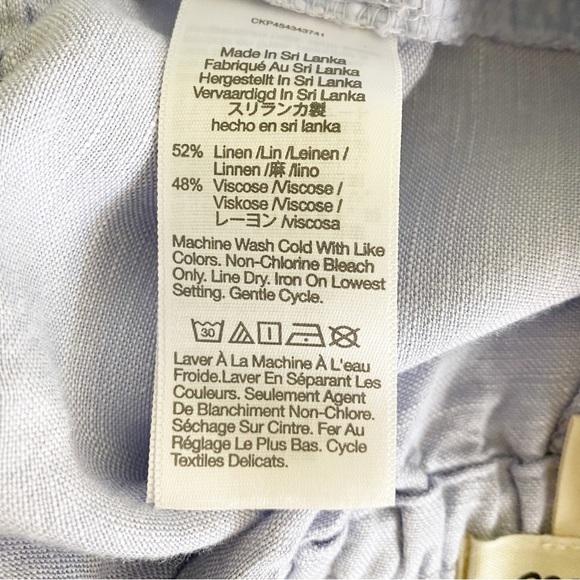 CKP454343741
Made In Sri Lanka
Fabriqué Au Sri Lanka
Hergestellt In Sri Lanka
Vervaardigd In Sri Lanka
スリランカ製
hecho en sri lanka
52% Linen /Lin /Leinen /
Linnen /麻 /lino
48% Viscose /Viscose /
Viskose /Viscose /
レーヨン /viscosa
Machine Wash Cold With Like
Colors. Non-Chlorine Bleach
Only. Line Dry. Iron On Lowest
Setting. Gentle Cycle.
30
Laver À La Machine À L'eau
Froide.Laver En Séparant Les
Couleurs. Seulement Agent
De Blanchiment Non-Chlore.
Séchage Sur Cintre. Fer Au
Réglage Le Plus Bas. Cycle
Textiles Delicats.